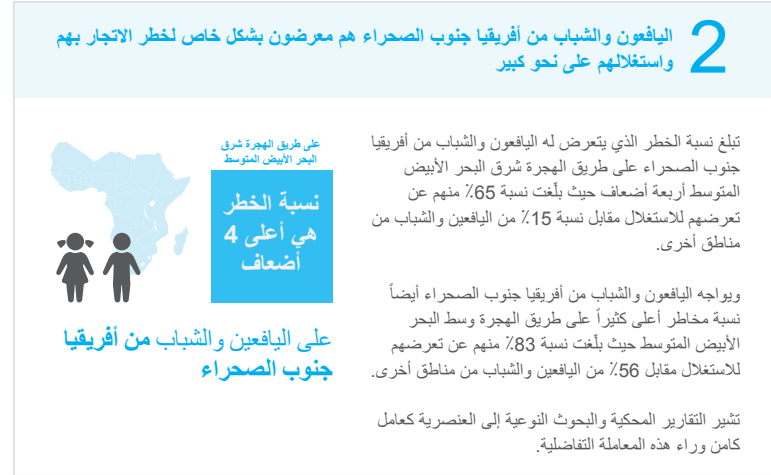 2
اليافعون والشباب من أفريقيا جنوب الصحراء هم معرضون بشكل خاص لخطر الاتجار بهم
واستغلالهم على نحو كبير
تبلغ نسبة الخطر الذي يتعرض له اليافعون والشباب من أفريقيا
جنوب الصحراء على طريق الهجرة شرق البحر الأبيض
المتوسط أربعة أضعاف حيث بلّغت نسبة 65٪ منهم عن
تعرضهم للاستغلال مقابل نسبة 15٪ من اليافعين والشباب من
مناطق أخرى.
ويواجه اليافعون والشباب من أفريقيا جنوب الصحراء أيضاً
نسبة مخاطر أعلى كثيراً على طريق الهجرة وسط البحر
الأبيض المتوسط حيث بلّغت نسبة 83٪ منهم عن تعرضهم
للاستغلال مقابل 56٪ من اليافعين والشباب من مناطق أخرى.
تشير التقارير المحكية والبحوث النوعية إلى العنصرية كعامل
كامن وراء هذه المعاملة التفاضلية.
على طريق الهجرة شرق
البحر الأبيض المتوسط
نسبة الخطر
هي أعلى 4
أضعاف
على اليافعين والشباب من أفريقيا
جنوب الصحراء